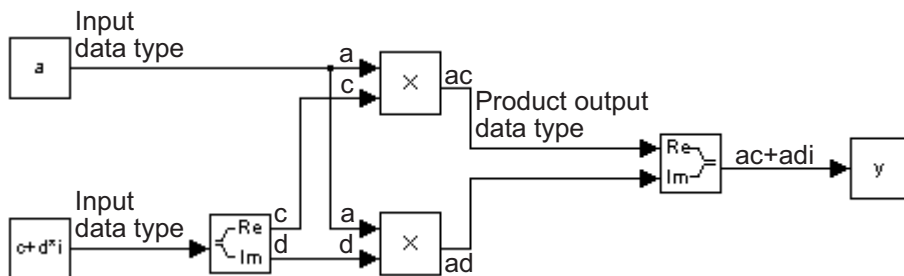 Input
data type
a
a
c
×
ac
Product output
data type
Re
Im
ac+adi
y
Input
data type
c+d*i
Re
Im
c
d
a
d
×
ad